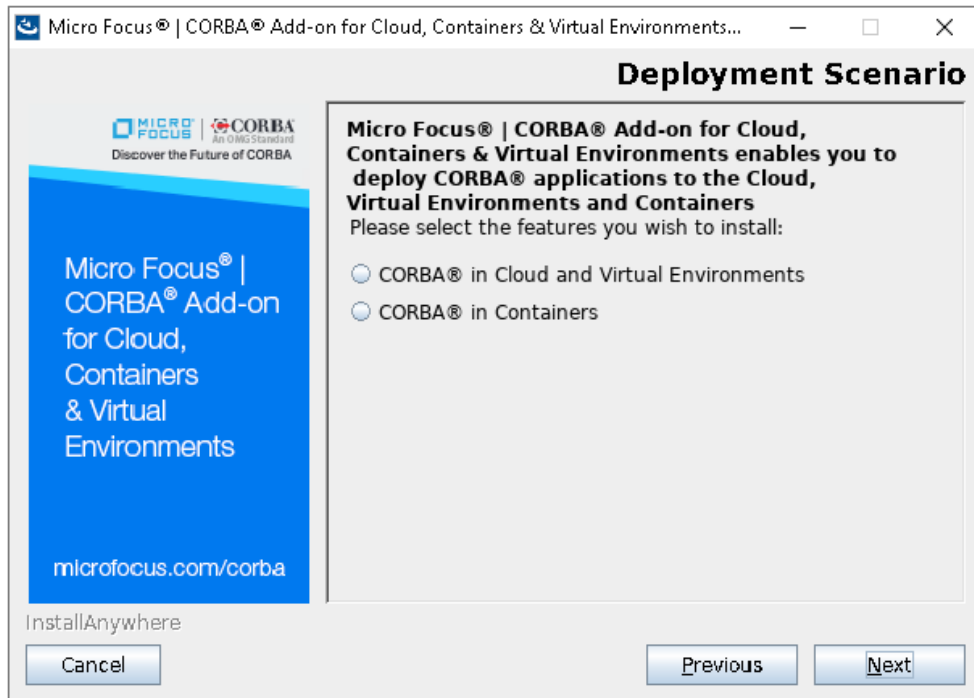 Micro Focus® | CORBA® Add-on for Cloud, Containers & Virtual Environments...
Deployment Scenario
MICRO FOCUS | CORBA
An OMG Standard
Discover the Future of CORBA
Micro Focus® |
CORBA® Add-on
for Cloud,
Containers
& Virtual
Environments
microfocus.com/corba
Micro Focus® | CORBA® Add-on for Cloud,
Containers & Virtual Environments enables you to
deploy CORBA® applications to the Cloud,
Virtual Environments and Containers
Please select the features you wish to install:
CORBA® in Cloud and Virtual Environments
CORBA® in Containers
InstallAnywhere
Cancel
Previous
Next